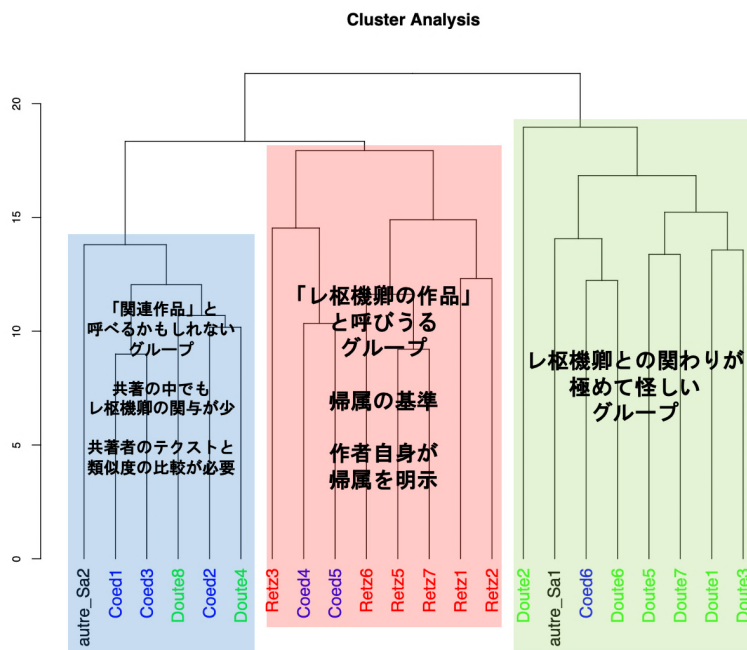 Cluster Analysis
20
15
10
5
0
「関連作品」と
呼べるかもしれない
グループ
共著の中でも
レ枢機卿の関与が少
共著者のテクストと
類似度の比較が必要
「レ枢機卿の作品」
と呼びうる
グループ
帰属の基準
作者自身が
帰属を明示
レ枢機卿との関わりが
極めて怪しい
グループ
autre_Sa2
Coed1
Coed3
Doute8
Coed2
Doute4
Retz3
Coed4
Coed5
Retz6
Retz5
Retz7
Retz1
Retz2
Doute2
autre_Sa1
Coed6
Doute6
Doute5
Doute7
Doute1
Doute3